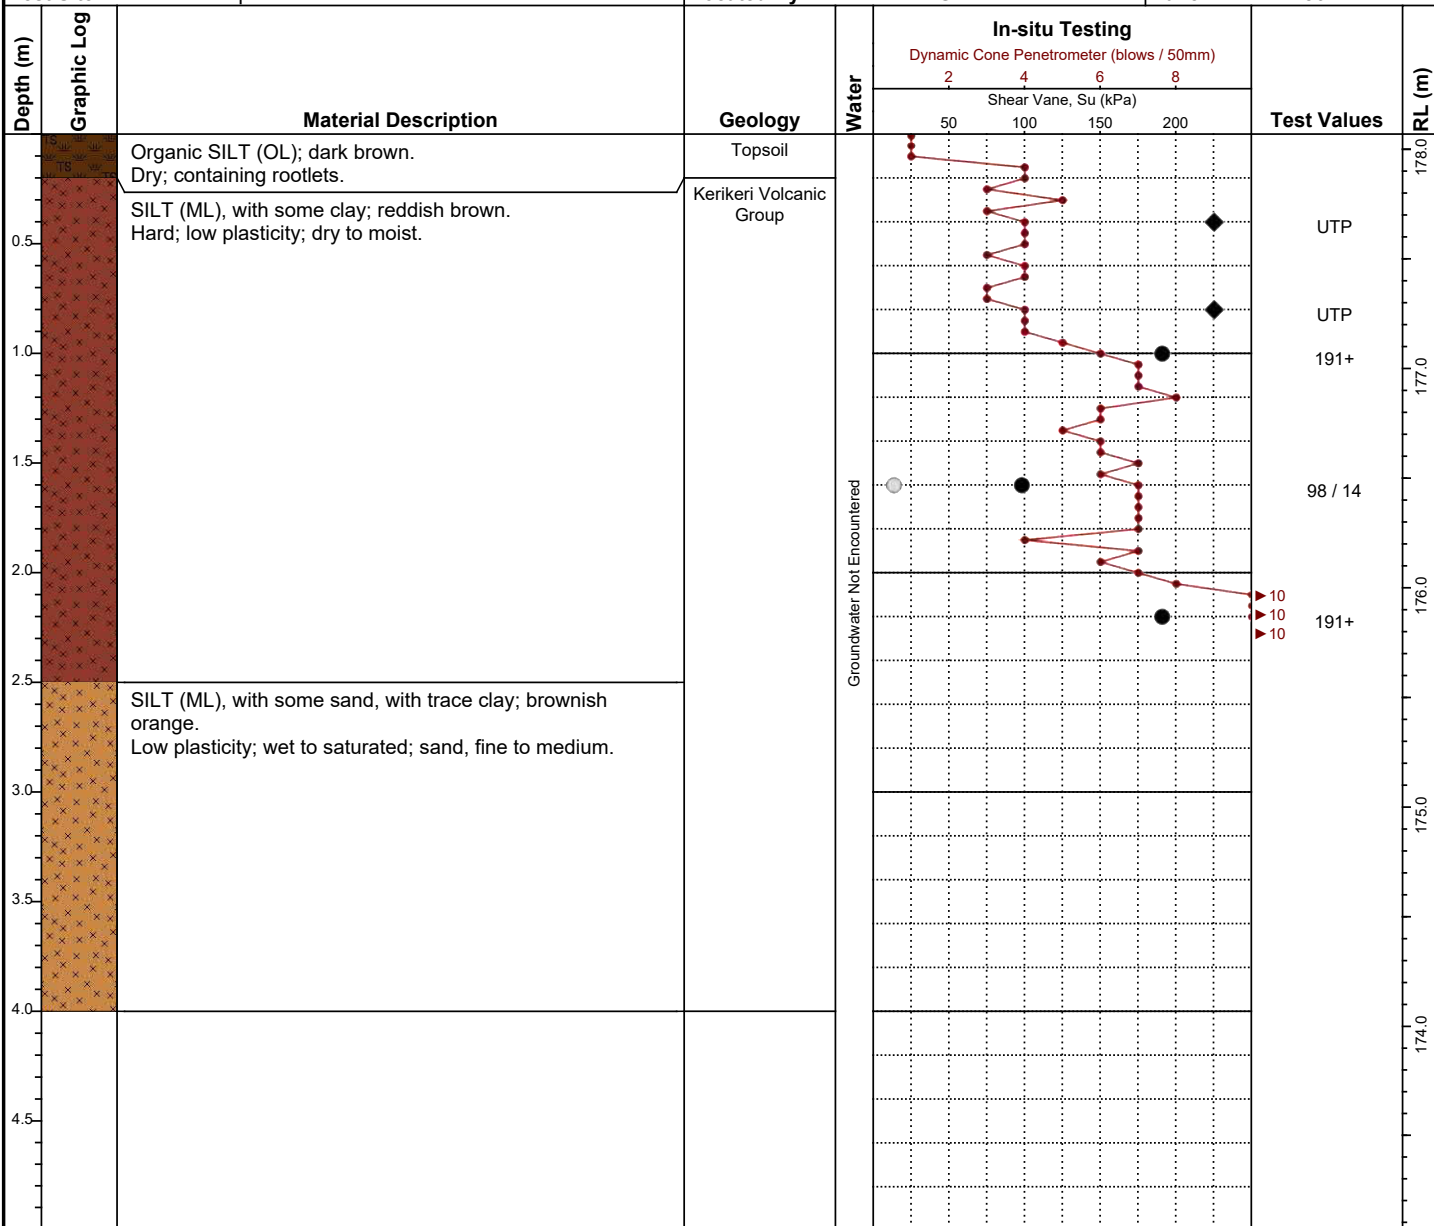 In-situ Testing
Dynamic Cone Penetrometer (blows / 50mm)
2 4 6 8
Shear Vane, Su (kPa)
50 100 150 200
Depth (m)
Graphic Log
Material Description
Geology
Water
Test Values
RL (m)
TS
TS
TS
Organic SILT (OL); dark brown.
Dry; containing rootlets.
Topsoil
178.0
SILT (ML), with some clay; reddish brown.
Hard; low plasticity; dry to moist.
Kerikeri Volcanic
Group
0.5
UTP
UTP
1.0
191+
177.0
1.5
98 / 14
Groundwater Not Encountered
2.0
176.0
10
10
10
191+
2.5
SILT (ML), with some sand, with trace clay; brownish
orange.
Low plasticity; wet to saturated; sand, fine to medium.
3.0
175.0
3.5
4.0
174.0
4.5